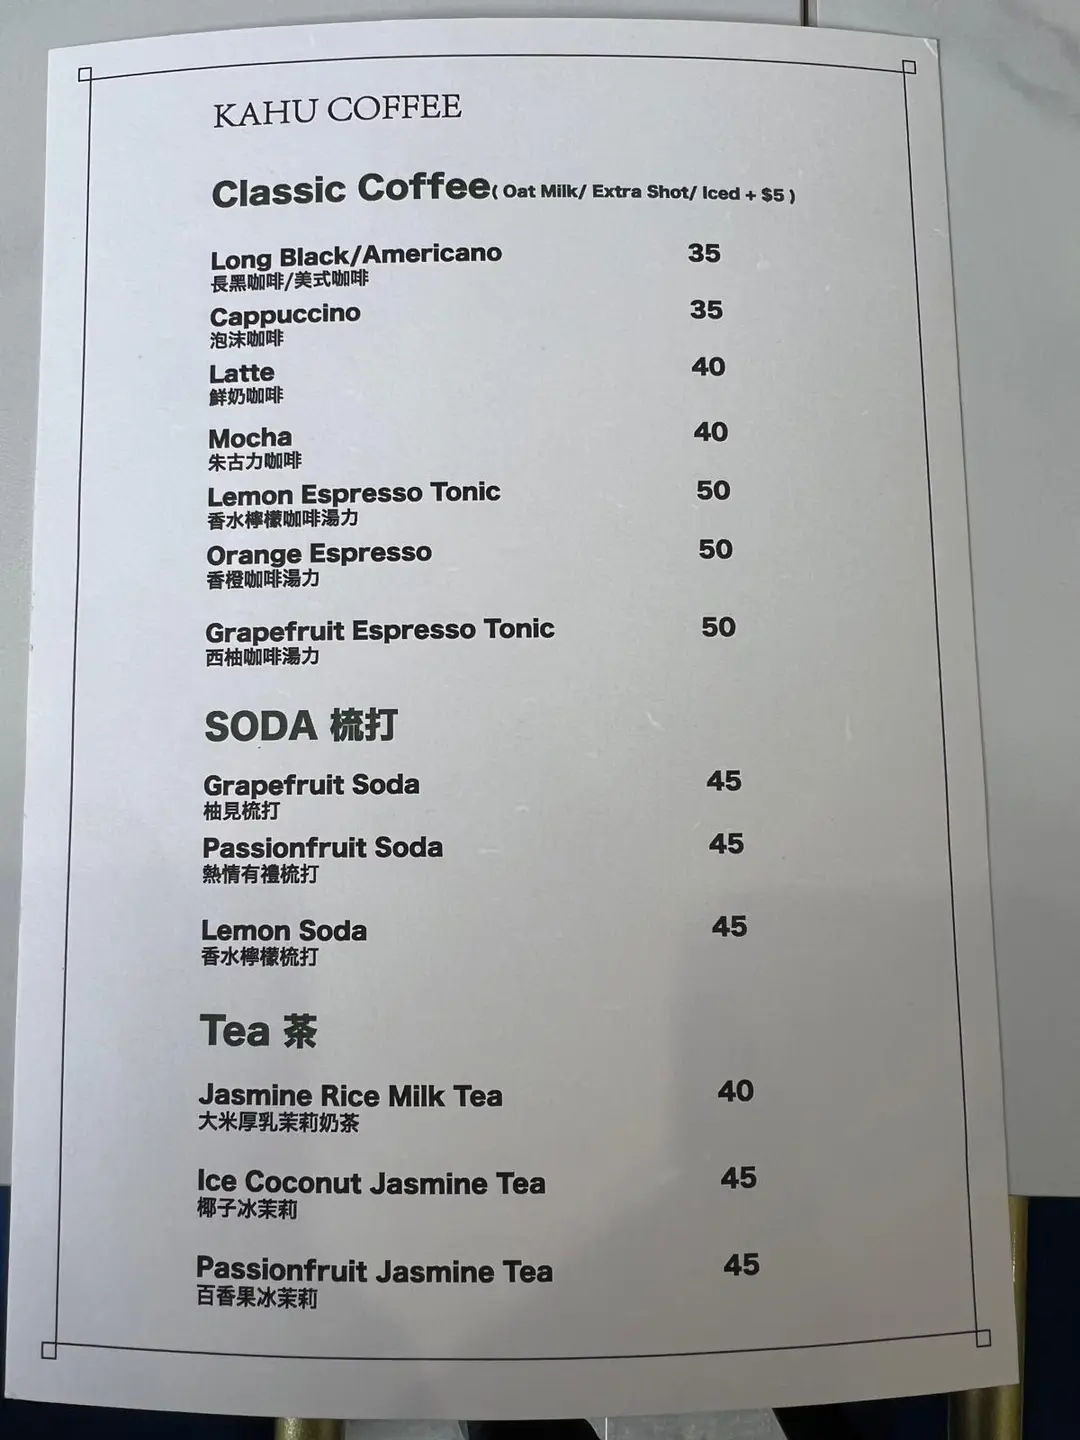 KAHU COFFEE
Classic Coffee( Oat Milk/ Extra Shot/ Iced + $5 )
Long Black/Americano 35
長黑咖啡/美式咖啡
Cappuccino 35
泡沫咖啡
Latte 40
鮮奶咖啡
Mocha 40
朱古力咖啡
Lemon Espresso Tonic 50
香水檸檬咖啡湯力
Orange Espresso 50
香橙咖啡湯力
Grapefruit Espresso Tonic 50
西柚咖啡湯力
SODA 梳打
Grapefruit Soda 45
柚見梳打
Passionfruit Soda 45
熱情有禮梳打
Lemon Soda 45
香水檸檬梳打
Tea 茶
Jasmine Rice Milk Tea 40
大米厚乳茉莉奶茶
Ice Coconut Jasmine Tea 45
椰子冰茉莉
Passionfruit Jasmine Tea 45
百香果冰茉莉